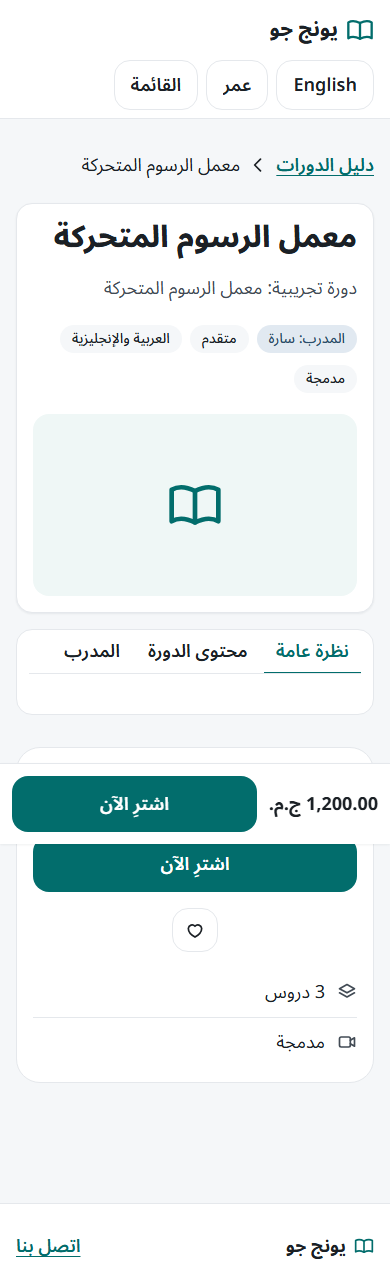 يونج جو
English عمر القائمة
دليل الدورات معمل الرسوم المتحركة
معمل الرسوم المتحركة
دورة تجريبية: معمل الرسوم المتحركة
المدرب: سارة متقدم العربية والإنجليزية
مدمجة
نظرة عامة محتوى الدورة المدرب
1,200.00 ج.م. اشترِ الآن
اشترِ الآن
3 دروس
مدمجة
يونج جو اتصل بنا